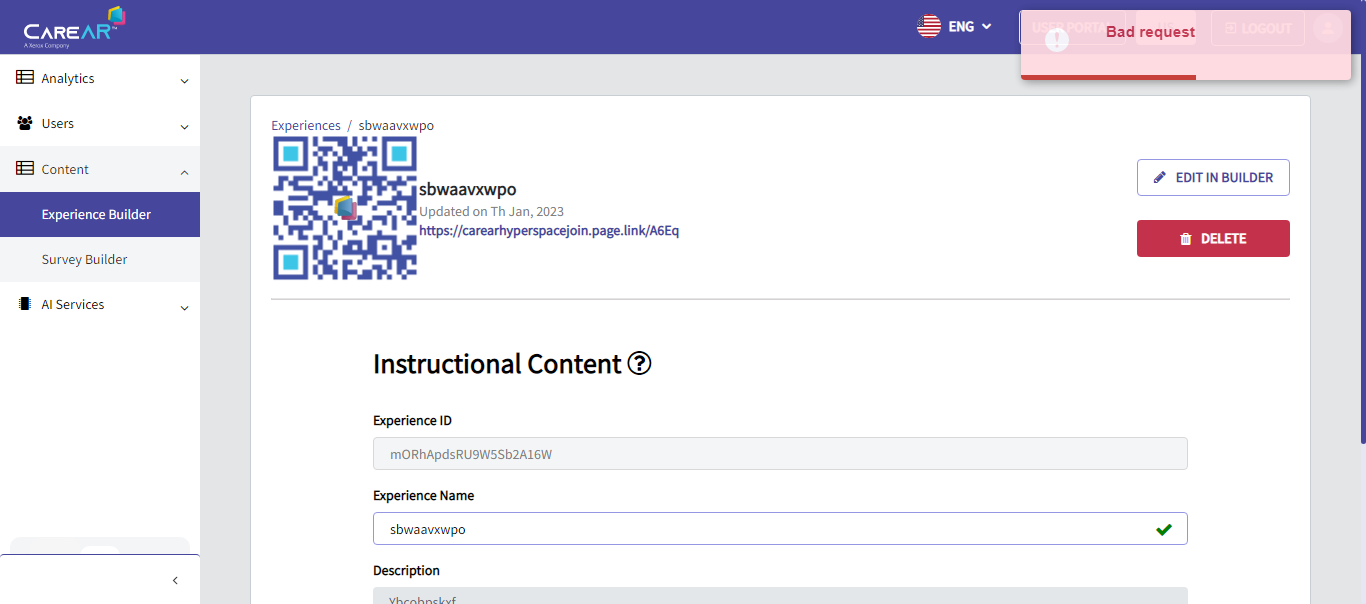 CAREAR™
A Xerox Company
ENG
USER PORTAL
LOGOUT
Bad request
Analytics
Users
Content
Experience Builder
Survey Builder
AI Services
Experiences / sbwaavxwpo
sbwaavxwpo
Updated on Th Jan, 2023
https://carearhyperspacejoin.page.link/A6Eq
EDIT IN BUILDER
DELETE
Instructional Content
Experience ID
mORhApdsRU9W5Sb2A16W
Experience Name
sbwaavxwpo
Description